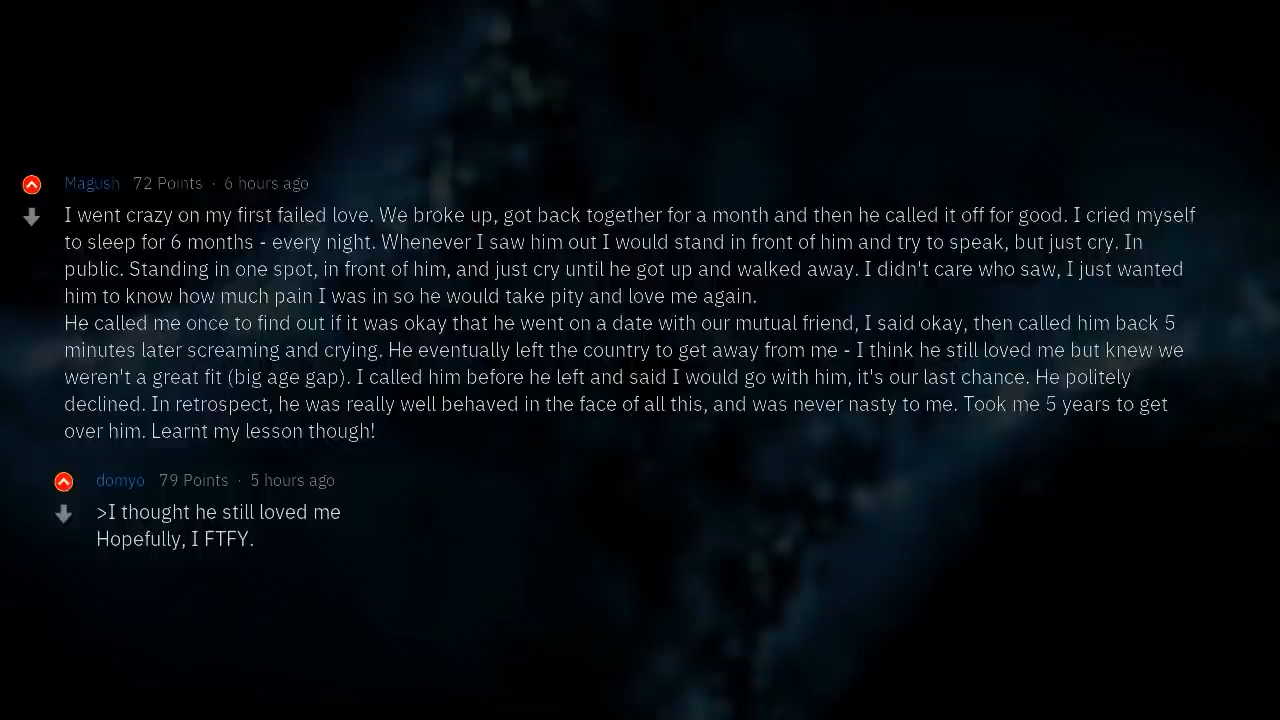 Magush 72 Points · 6 hours ago
I went crazy on my first failed love. We broke up, got back together for a month and then he called it off for good. I cried myself
to sleep for 6 months - every night. Whenever I saw him out I would stand in front of him and try to speak, but just cry. In
public. Standing in one spot, in front of him, and just cry until he got up and walked away. I didn't care who saw, I just wanted
him to know how much pain I was in so he would take pity and love me again.
He called me once to find out if it was okay that he went on a date with our mutual friend, I said okay, then called him back 5
minutes later screaming and crying. He eventually left the country to get away from me - I think he still loved me but knew we
weren't a great fit (big age gap). I called him before he left and said I would go with him, it's our last chance. He politely
declined. In retrospect, he was really well behaved in the face of all this, and was never nasty to me. Took me 5 years to get
over him. Learnt my lesson though!
domyo 79 Points · 5 hours ago
>I thought he still loved me
Hopefully, I FTFY.